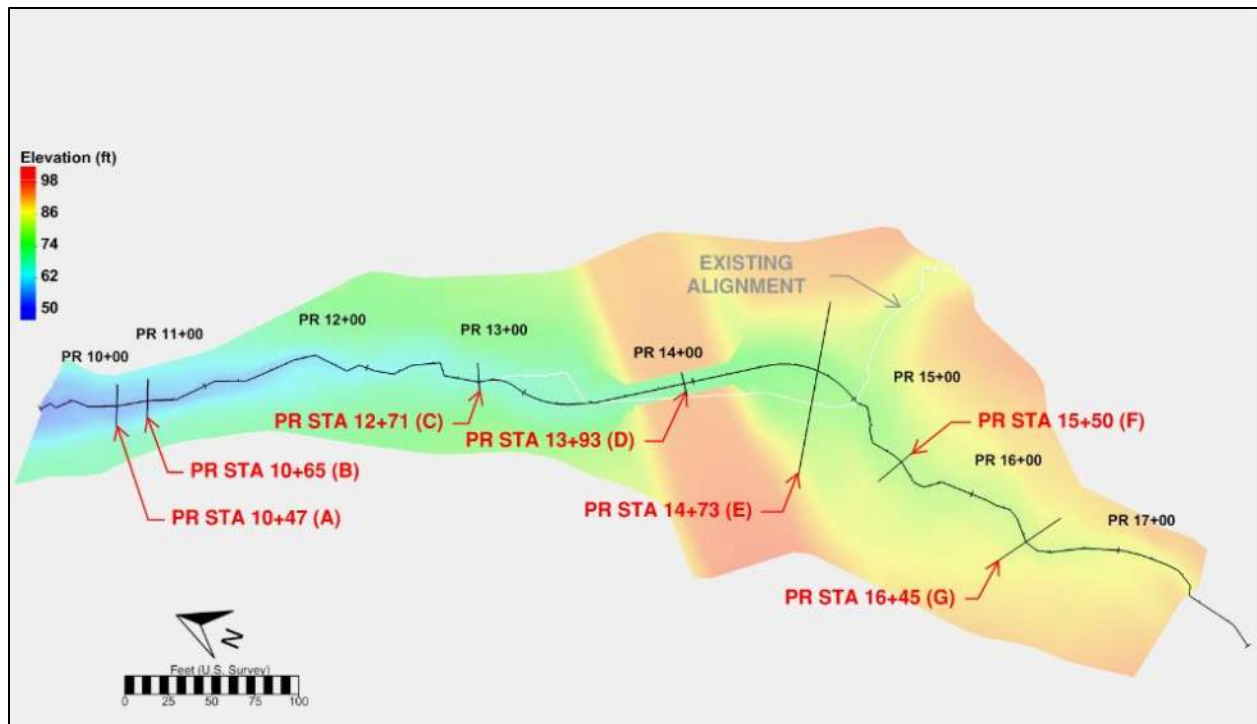 Elevation (ft)
98
86
74
62
50
EXISTING
ALIGNMENT
PR 10+00
PR 11+00
PR 12+00
PR 13+00
PR 14+00
PR 15+00
PR 16+00
PR 17+00
PR STA 12+71 (C)
PR STA 13+93 (D)
PR STA 15+50 (F)
PR STA 10+65 (B)
PR STA 10+47 (A)
PR STA 14+73 (E)
PR STA 16+45 (G)
N
Feet (U.S. Survey)
0 25 50 75 100